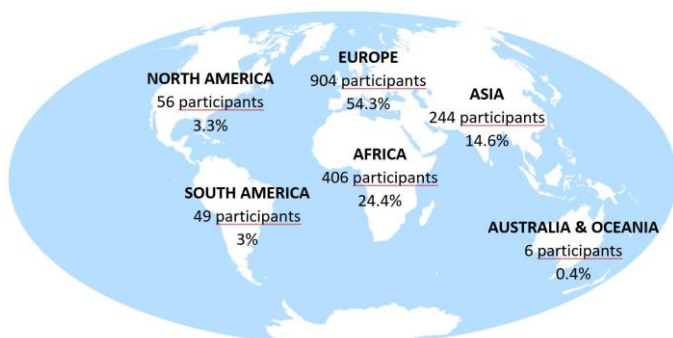 EUROPE
904 participants
54.3%
NORTH AMERICA
56 participants
3.3%
ASIA
244 participants
14.6%
AFRICA
406 participants
24.4%
SOUTH AMERICA
49 participants
3%
AUSTRALIA & OCEANIA
6 participants
0.4%